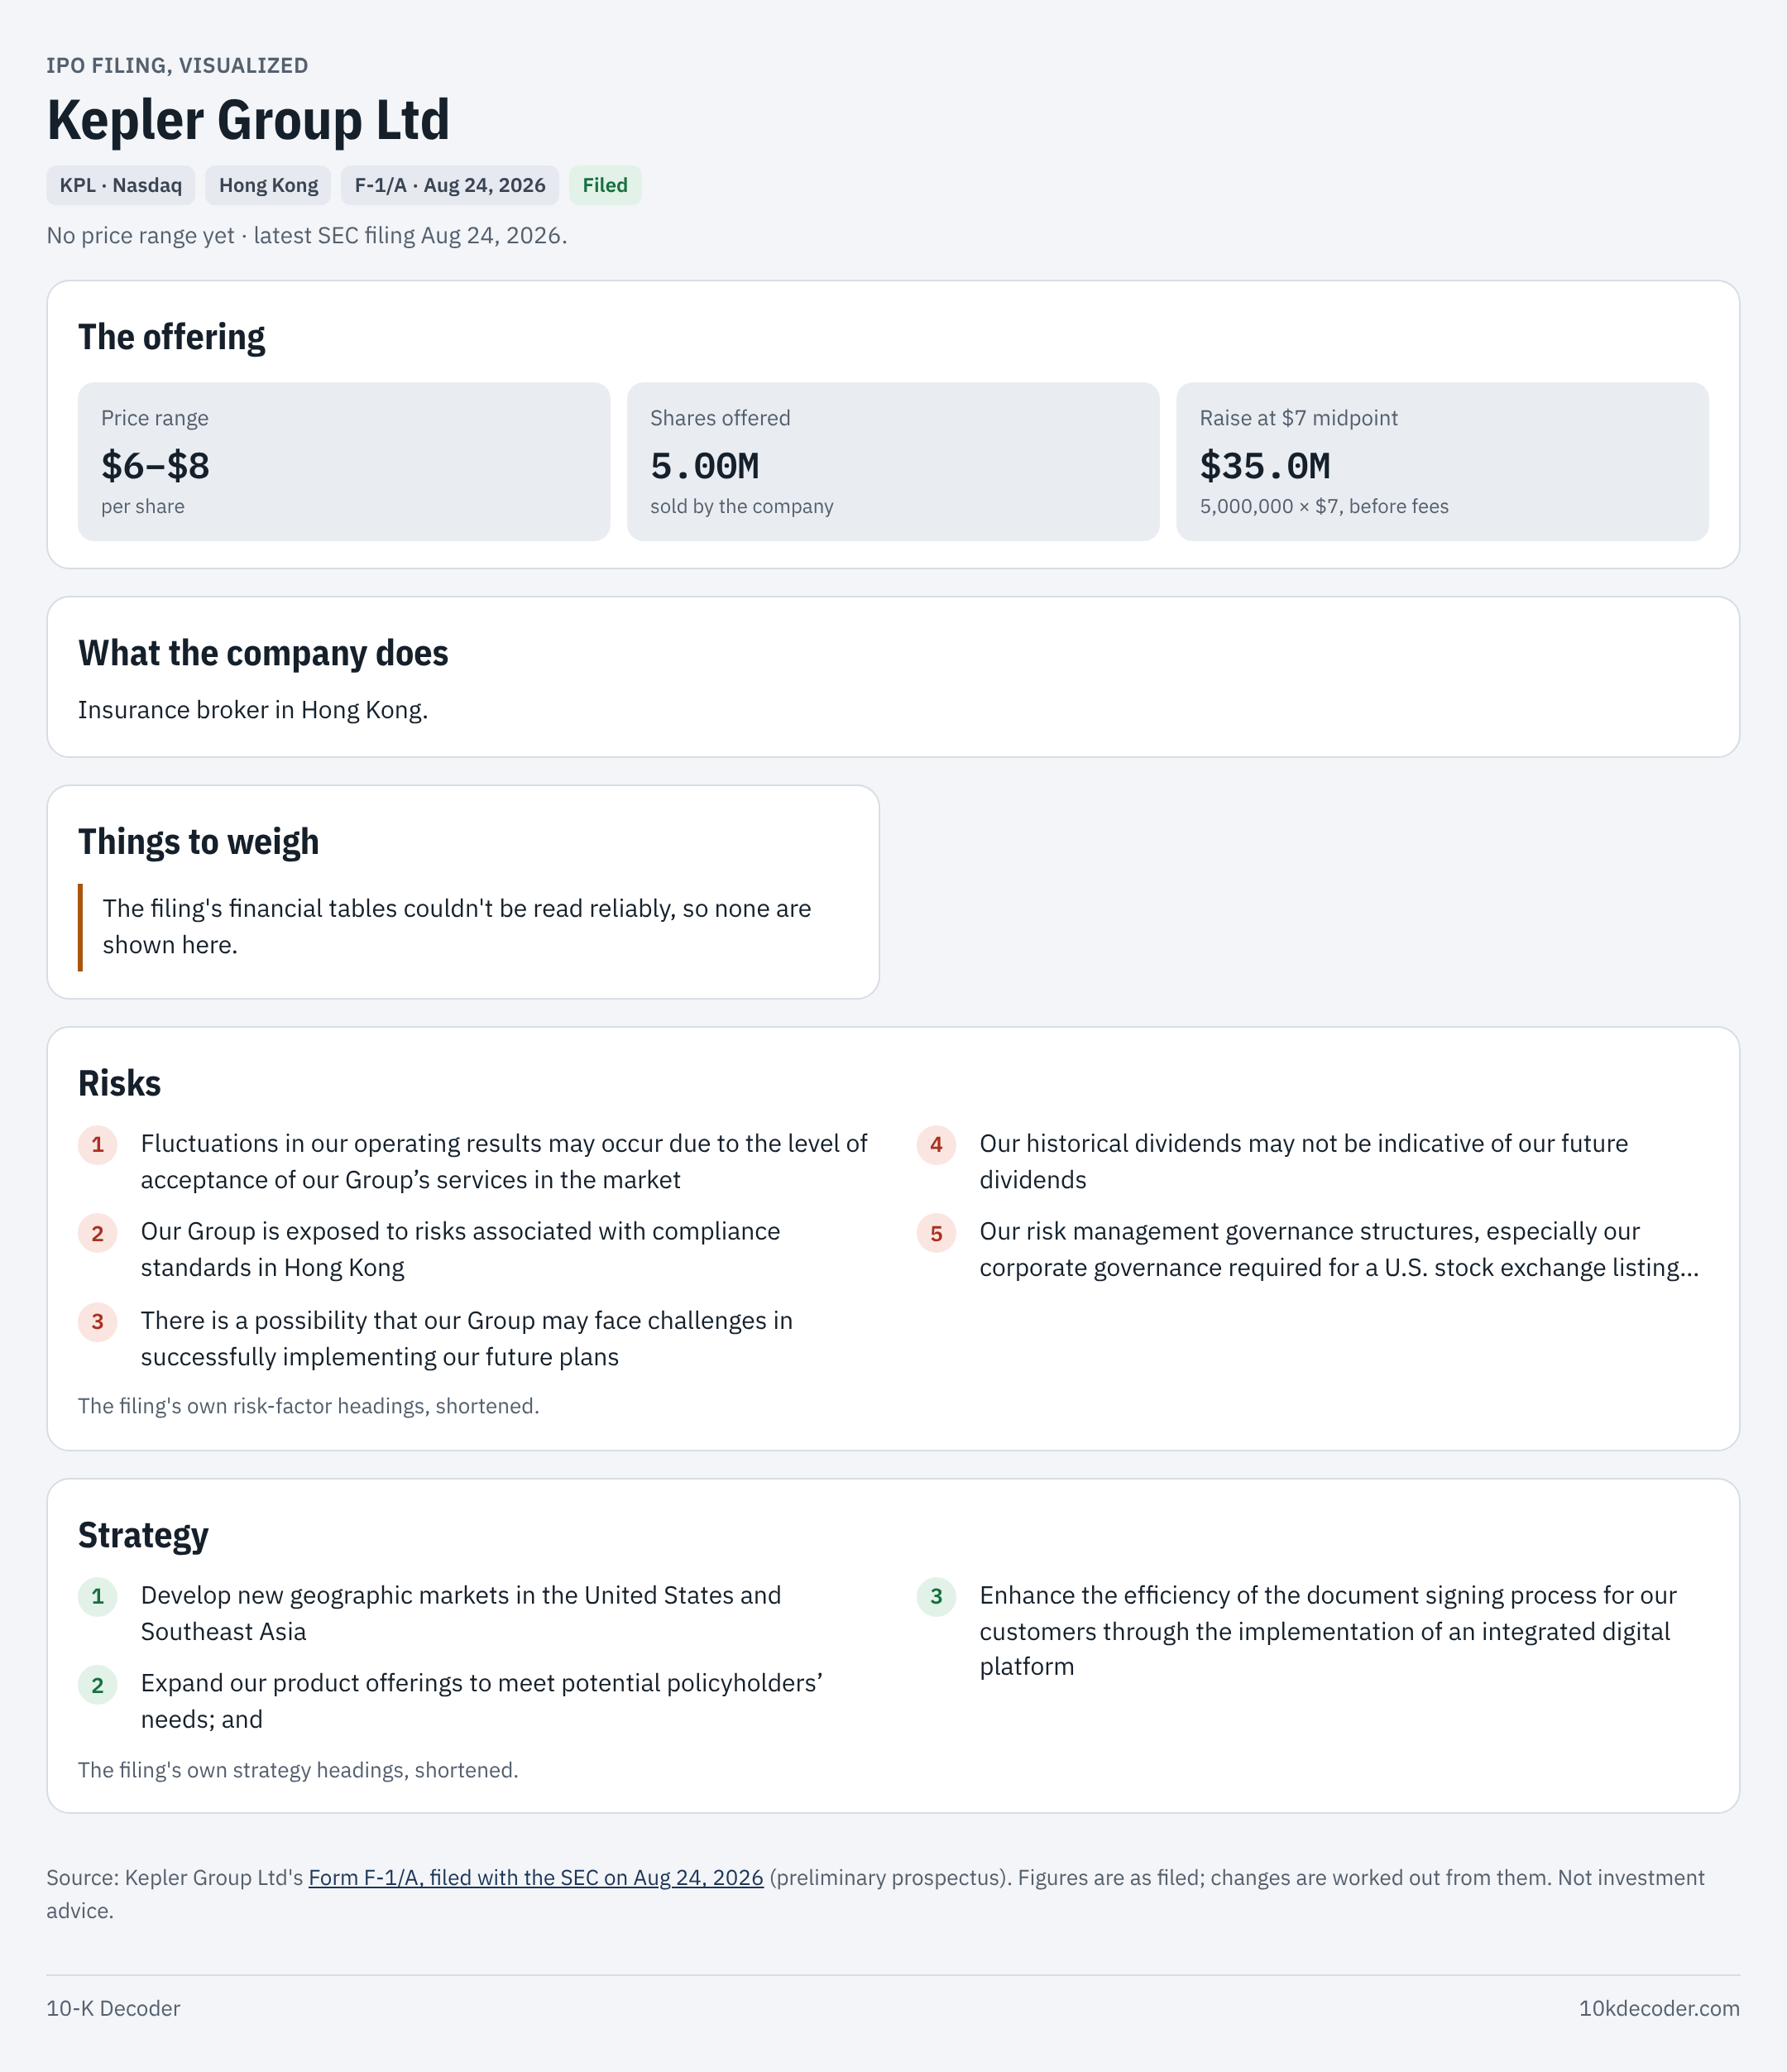 IPO FILING, VISUALIZED
Kepler Group Ltd
KPL · Nasdaq
Hong Kong
F-1/A · Aug 24, 2026
Filed
No price range yet · latest SEC filing Aug 24, 2026.
The offering
Price range
$6–$8
per share
Shares offered
5.00M
sold by the company
Raise at $7 midpoint
$35.0M
5,000,000 × $7, before fees
What the company does
Insurance broker in Hong Kong.
Things to weigh
The filing's financial tables couldn't be read reliably, so none are
shown here.
Risks
1
Fluctuations in our operating results may occur due to the level of
acceptance of our Group’s services in the market
2
Our Group is exposed to risks associated with compliance
standards in Hong Kong
3
There is a possibility that our Group may face challenges in
successfully implementing our future plans
4
Our historical dividends may not be indicative of our future
dividends
5
Our risk management governance structures, especially our
corporate governance required for a U.S. stock exchange listing...
The filing's own risk-factor headings, shortened.
Strategy
1
Develop new geographic markets in the United States and
Southeast Asia
2
Expand our product offerings to meet potential policyholders’
needs; and
3
Enhance the efficiency of the document signing process for our
customers through the implementation of an integrated digital
platform
The filing's own strategy headings, shortened.
Source: Kepler Group Ltd's Form F-1/A, filed with the SEC on Aug 24, 2026 (preliminary prospectus). Figures are as filed; changes are worked out from them. Not investment
advice.
10-K Decoder
10kdecoder.com